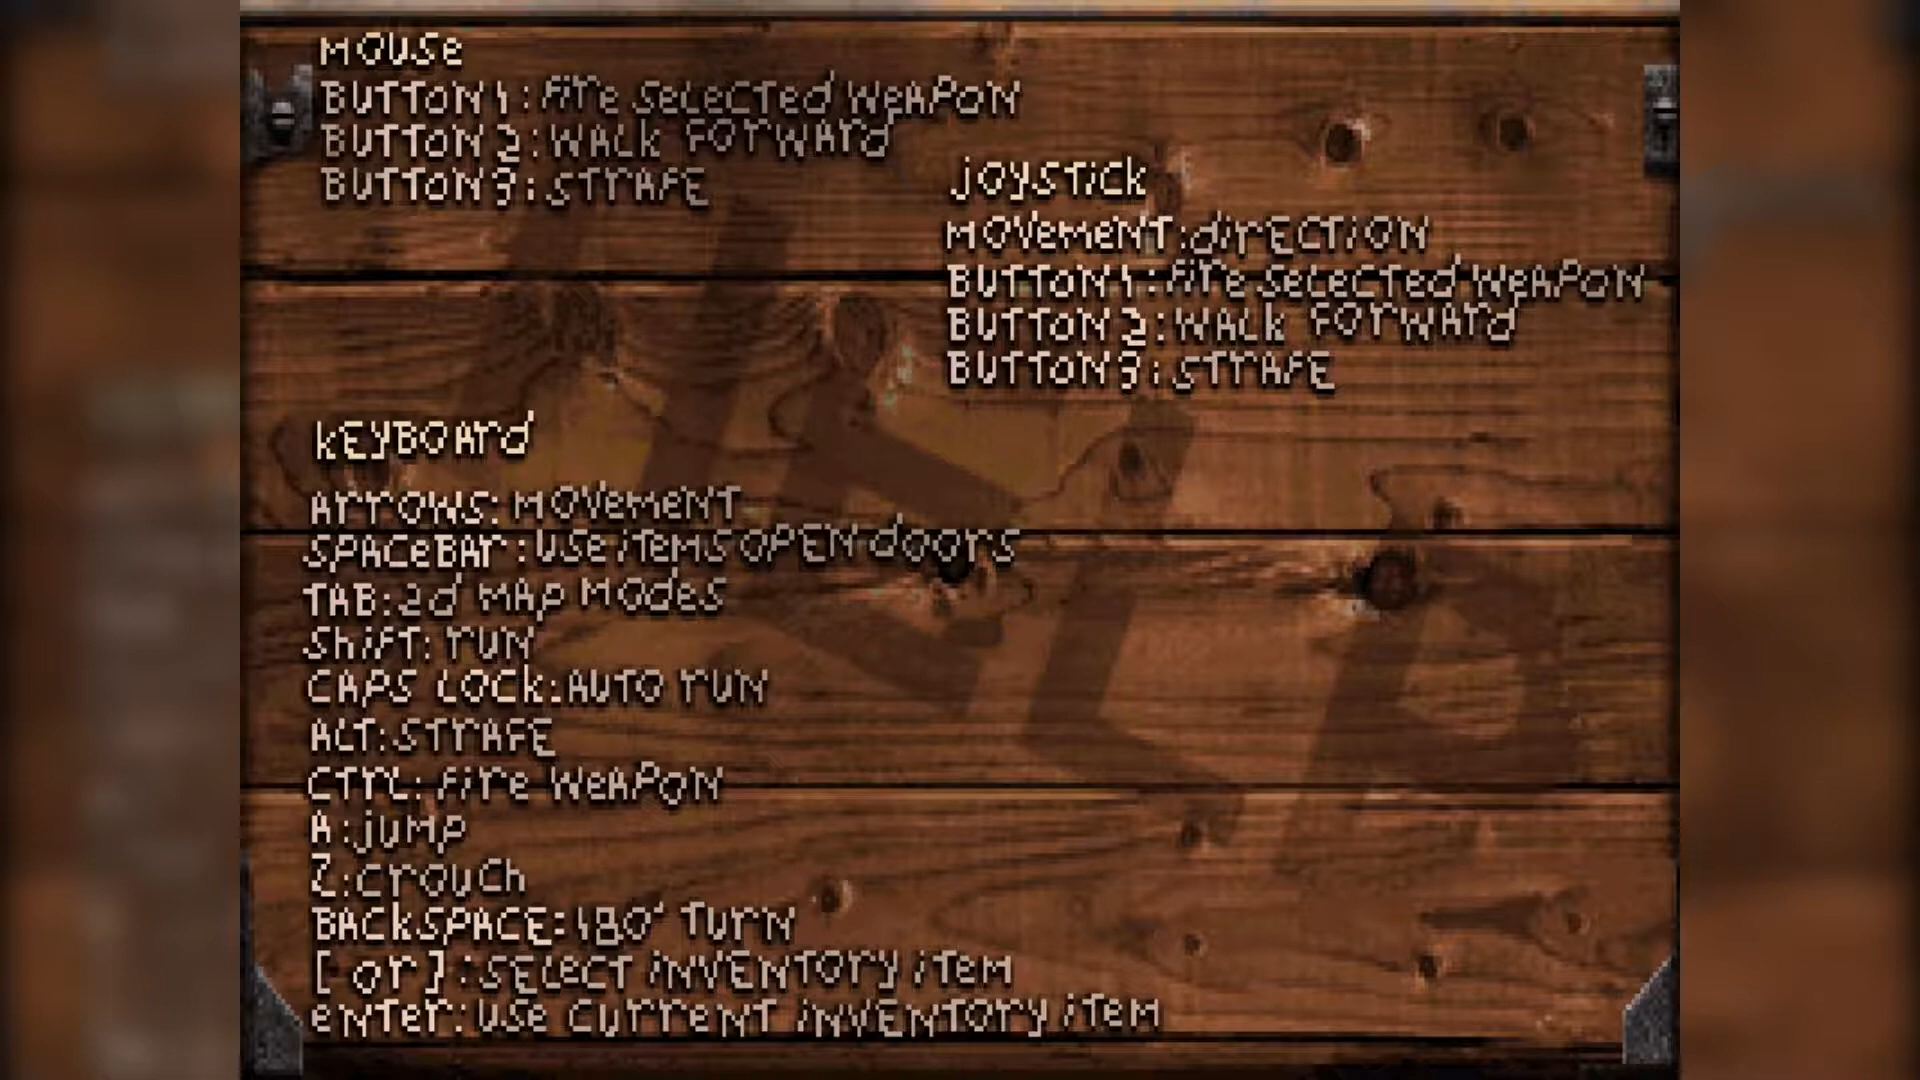 MOUSE
BUTTON 1: FIRE SELECTED WEAPON
BUTTON 2: WALK FORWARD
BUTTON 3: STRAFE
JOYSTICK
MOVEMENT: DIRECTION
BUTTON 1: FIRE SELECTED WEAPON
BUTTON 2: WALK FORWARD
BUTTON 3: STRAFE
KEYBOARD
ARROWS: MOVEMENT
SPACEBAR: USE ITEMS OPEN DOORS
TAB: 2D MAP MODES
SHIFT: RUN
CAPS LOCK: AUTO RUN
ALT: STRAFE
CTRL: FIRE WEAPON
A: JUMP
Z: CROUCH
BACKSPACE: 180° TURN
[ OR ]: SELECT INVENTORY ITEM
ENTER: USE CURRENT INVENTORY ITEM